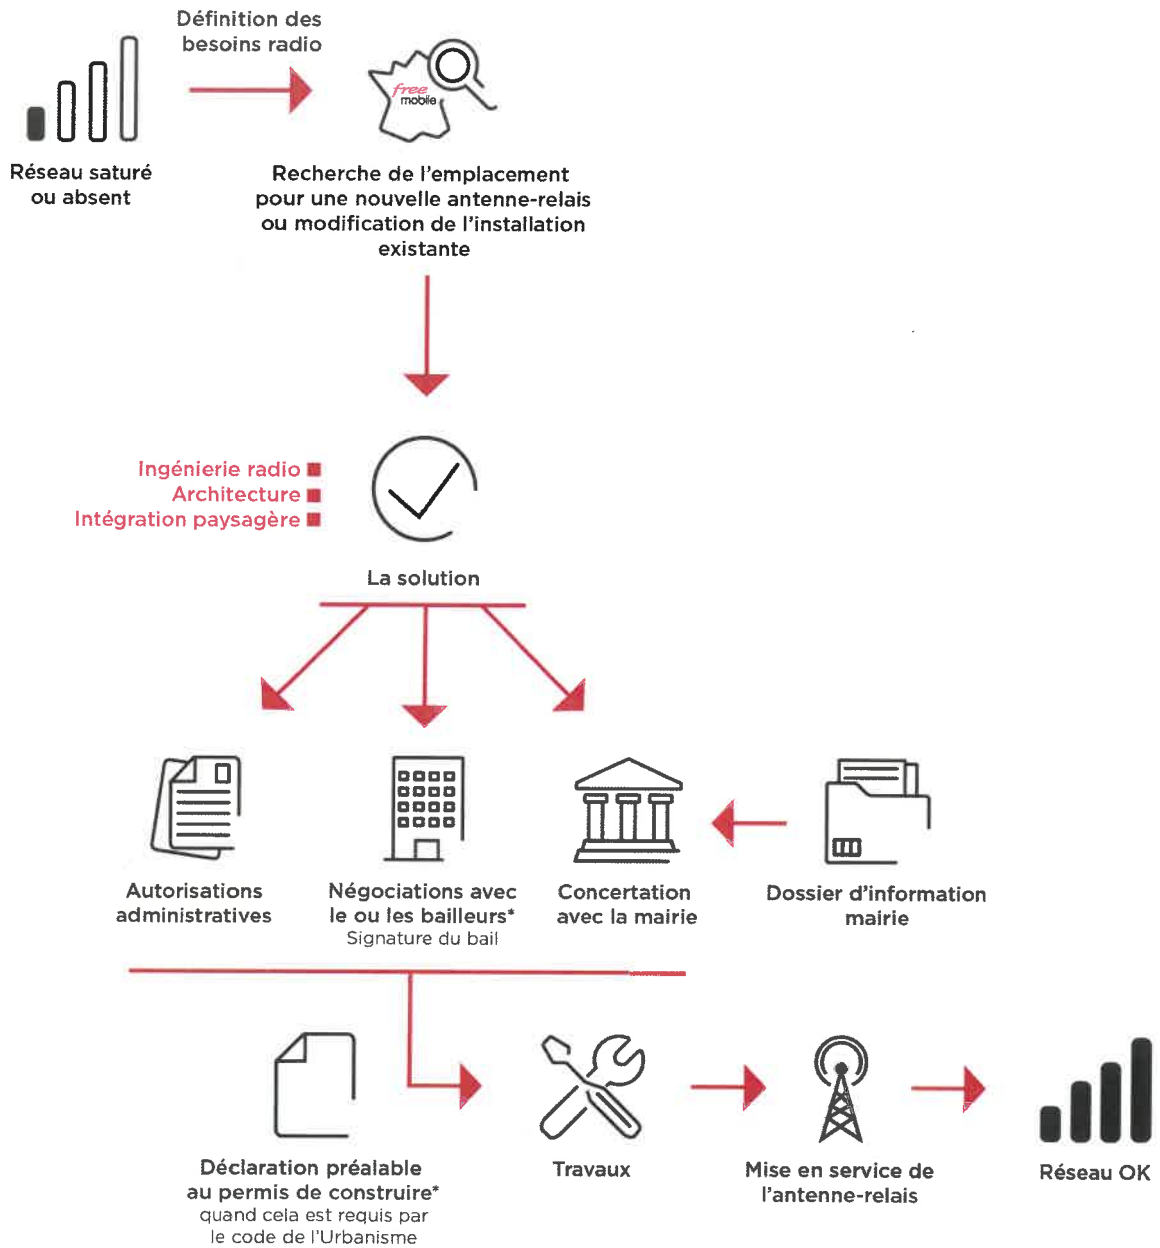 Définition des
besoins radio
free
mobile
Réseau saturé
ou absent
Recherche de l'emplacement
pour une nouvelle antenne-relais
ou modification de l'installation
existante
Ingénierie radio
Architecture
Intégration paysagère
La solution
Autorisations
administratives
Négociations avec
le ou les bailleurs*
Signature du bail
Concertation
avec la mairie
Dossier d'information
mairie
Déclaration préalable
au permis de construire*
quand cela est requis par
le code de l'Urbanisme
Travaux
Mise en service de
l'antenne-relais
Réseau OK